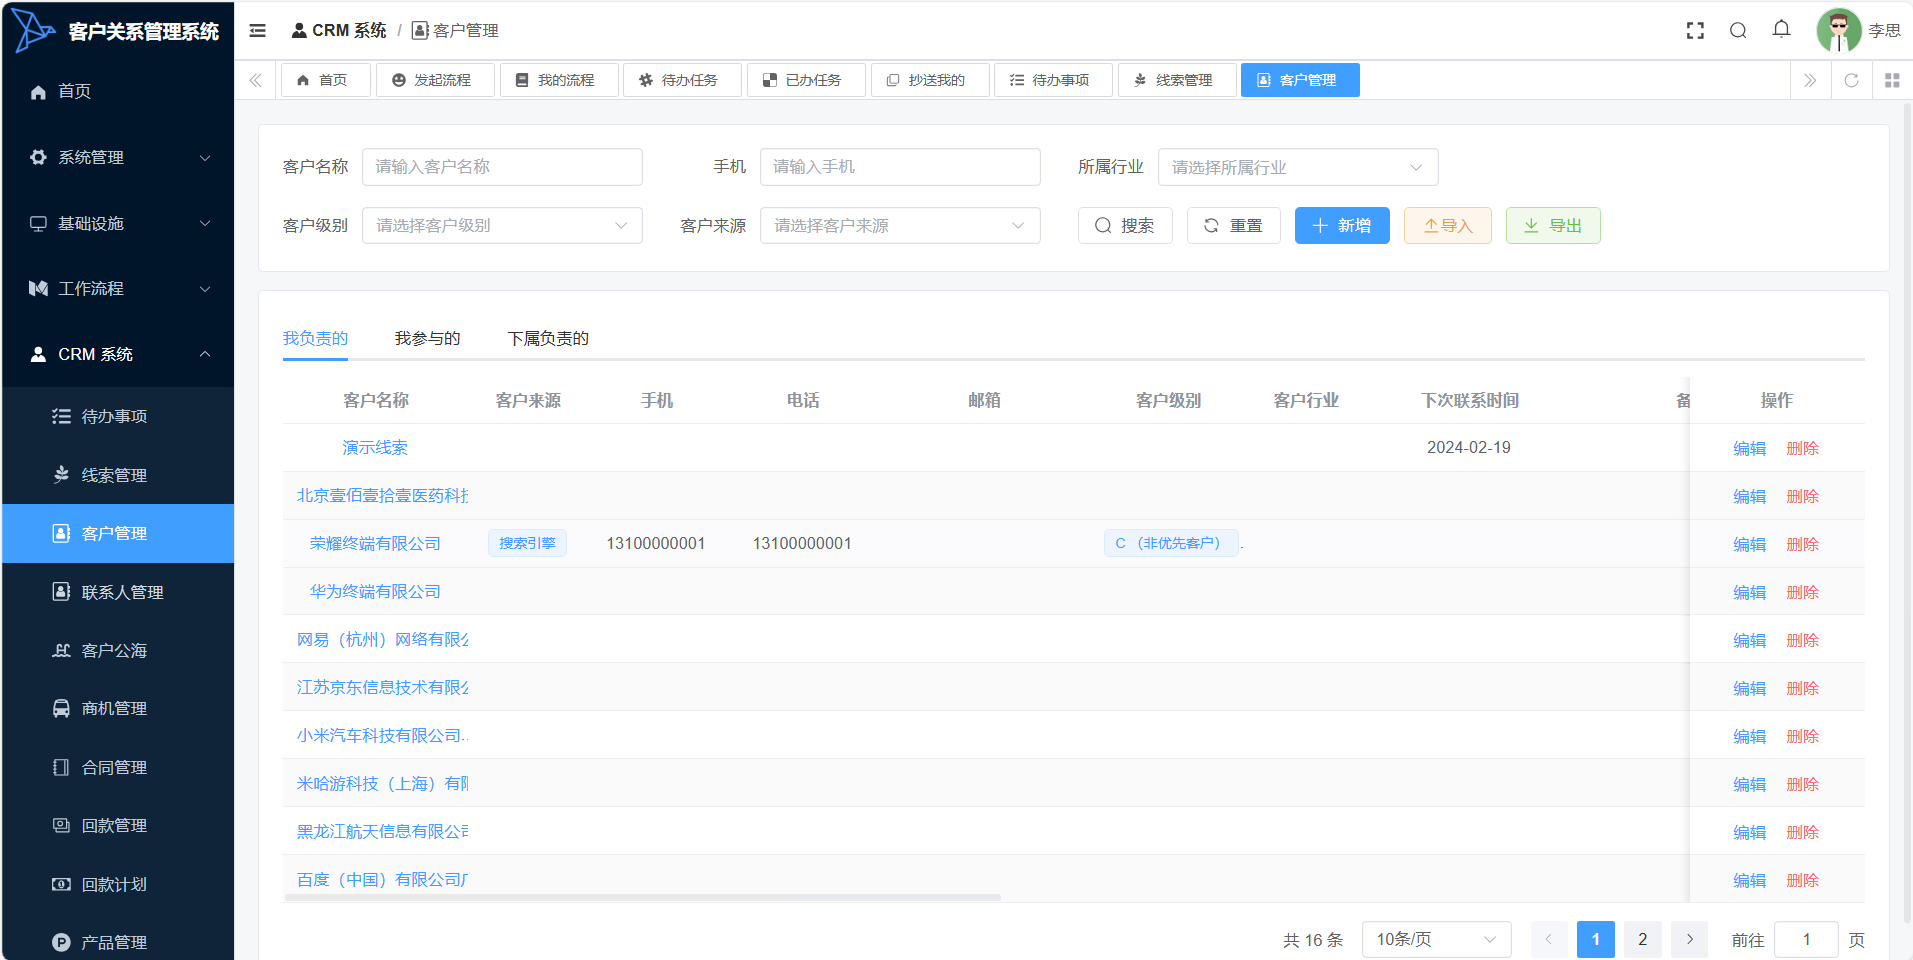 客户关系管理系统
CRM 系统 / 客户管理
李思
首页
发起流程
我的流程
待办任务
已办任务
抄送我的
待办事项
线索管理
客户管理
首页
系统管理
基础设施
工作流程
CRM 系统
待办事项
线索管理
客户管理
联系人管理
客户公海
商机管理
合同管理
回款管理
回款计划
产品管理
客户名称 请输入客户名称 手机 请输入手机 所属行业 请选择所属行业
客户级别 请选择客户级别 客户来源 请选择客户来源 搜索 重置 新增 导入 导出
我负责的 我参与的 下属负责的
客户名称 客户来源 手机 电话 邮箱 客户级别 客户行业 下次联系时间 备 操作
演示线索 2024-02-19 编辑 删除
北京壹佰壹拾壹医药科技 编辑 删除
荣耀终端有限公司 搜索引擎 13100000001 13100000001 C （非优先客户） . 编辑 删除
华为终端有限公司 编辑 删除
网易（杭州）网络有限公 编辑 删除
江苏京东信息技术有限公 编辑 删除
小米汽车科技有限公司.. 编辑 删除
米哈游科技（上海）有限 编辑 删除
黑龙江航天信息有限公司 编辑 删除
百度（中国）有限公司广 编辑 删除
共 16 条 10条/页 1 2 前往 1 页